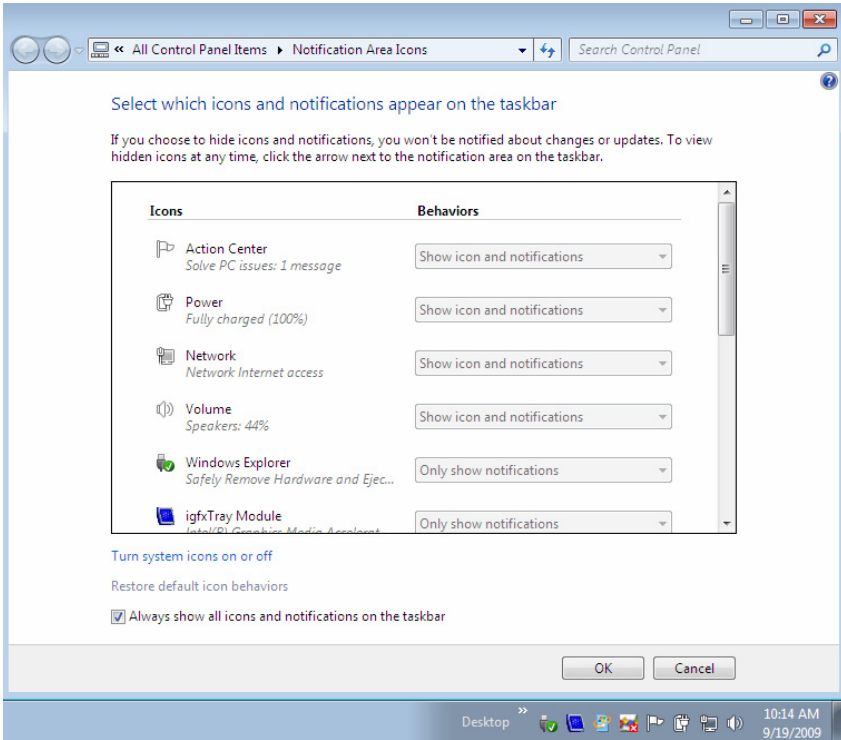 All Control Panel Items
Notification Area Icons
Search Control Panel
Select which icons and notifications appear on the taskbar
If you choose to hide icons and notifications, you won't be notified about changes or updates. To view
hidden icons at any time, click the arrow next to the notification area on the taskbar.
Icons
Behaviors
Action Center
Solve PC issues: 1 message
Show icon and notifications
Power
Fully charged (100%)
Show icon and notifications
Network
Network Internet access
Show icon and notifications
Volume
Speakers: 44%
Show icon and notifications
Windows Explorer
Safely Remove Hardware and Ejec...
Only show notifications
igfxTray Module
Intel(R) Graphics Media Accelerat
Only show notifications
Turn system icons on or off
Restore default icon behaviors
Always show all icons and notifications on the taskbar
OK
Cancel
Desktop
10:14 AM
9/19/2009